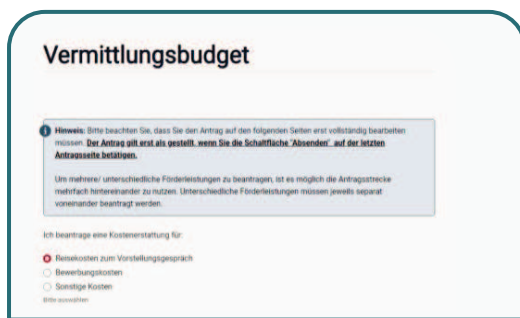 Vermittlungsbudget
Hinweis: Bitte beachten Sie, dass Sie den Antrag auf den folgenden Seiten erst vollständig bearbeiten
müssen. Der Antrag gilt erst als gestellt, wenn Sie die Schaltfläche "Absenden" auf der letzten
Antragsseite betätigen.
Um mehrere/ unterschiedliche Förderleistungen zu beantragen, ist es möglich die Antragsstrecke
mehrfach hintereinander zu nutzen. Unterschiedliche Förderleistungen müssen jeweils separat
voneinander beantragt werden.
Ich beantrage eine Kostenerstattung für:
Reisekosten zum Vorstellungsgespräch
Bewerbungskosten
Sonstige Kosten
Bitte auswählen